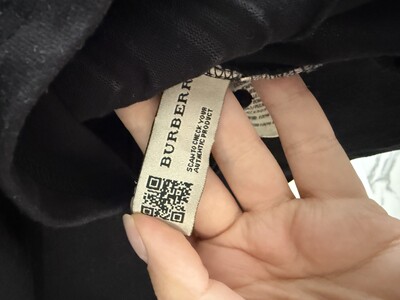 BURBERR
SCAN TO CHECK YOUR
AUTHENTIC PRODUCT